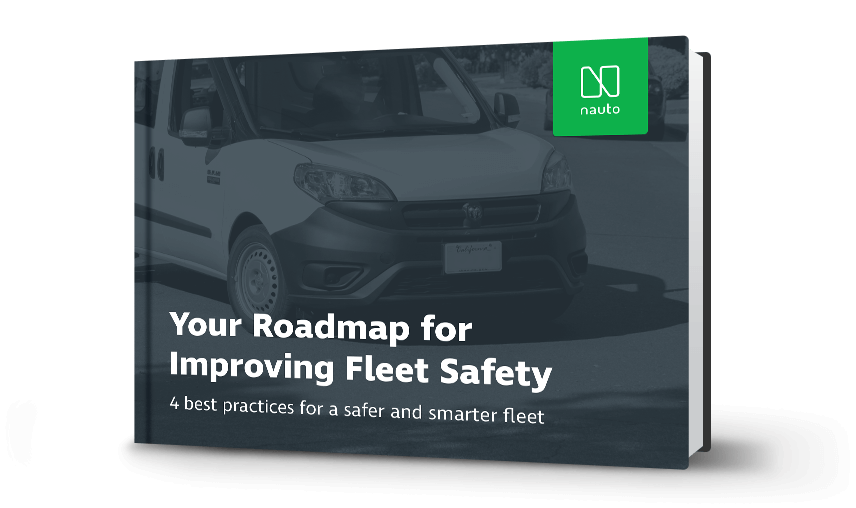 nauto
Your Roadmap for
Improving Fleet Safety
4 best practices for a safer and smarter fleet